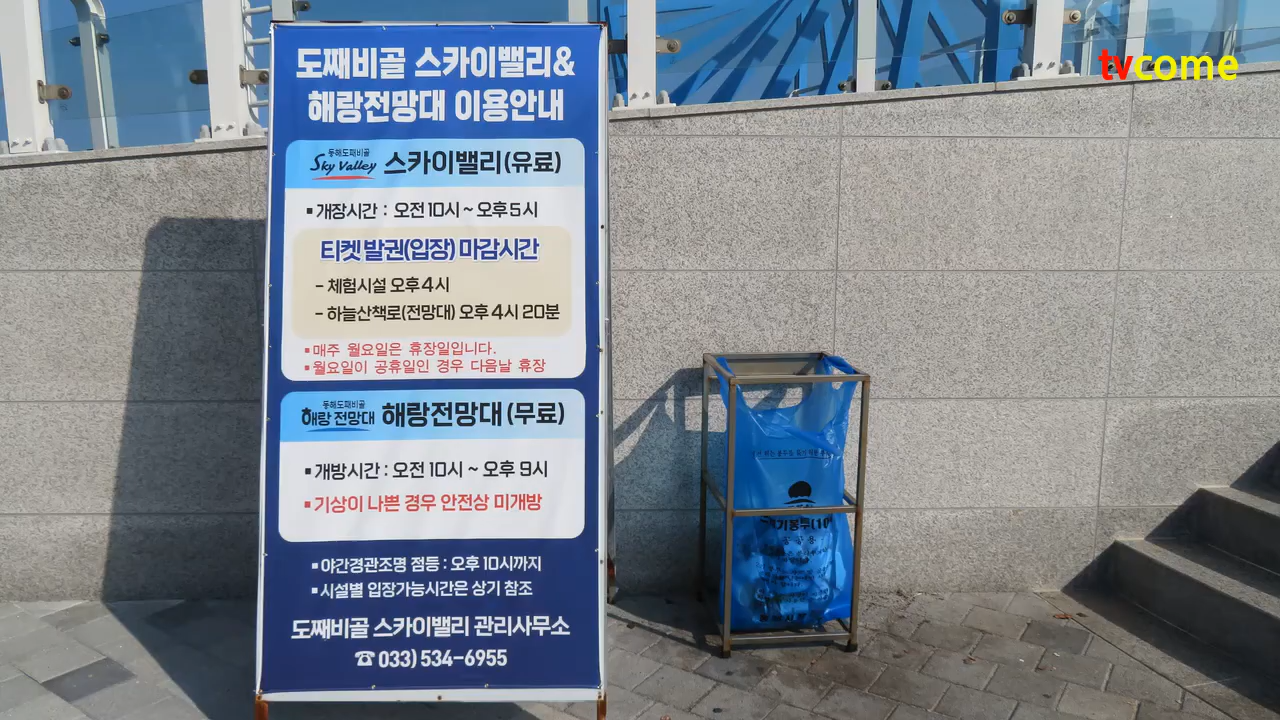 도째비골 스카이밸리&
해랑전망대 이용안내
동해도째비골
Sky Valley
스카이밸리(유료)
▪개장시간 : 오전10시 ~ 오후5시
티켓발권(입장) 마감시간
- 체험시설 오후4시
- 하늘산책로(전망대) 오후4시 20분
▪매주 월요일은 휴장일입니다.
▪월요일이 공휴일인 경우 다음날 휴장
동해도째비골
해랑 전망대
해랑전망대(무료)
▪개방시간 : 오전 10시 ~ 오후 9시
▪기상이 나쁜 경우 안전상 미개방
▪야간경관조명 점등 : 오후 10시까지
▪시설별 입장가능시간은 상기 참조
도째비골 스카이밸리 관리사무소
☎ 033) 534-6955
tvcome
공공용